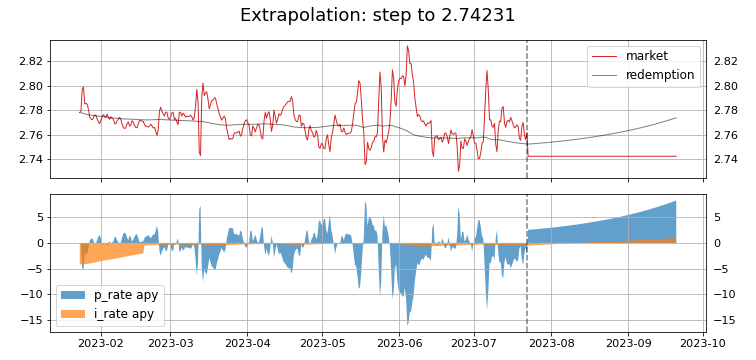 Extrapolation: step to 2.74231
2.82 2.82
2.80 2.80
2.78 2.78
2.76 2.76
2.74 2.74
market
redemption
5 5
0 0
−5 −5
−10 −10
−15 −15
p_rate apy
i_rate apy
2023-02 2023-03 2023-04 2023-05 2023-06 2023-07 2023-08 2023-09 2023-10